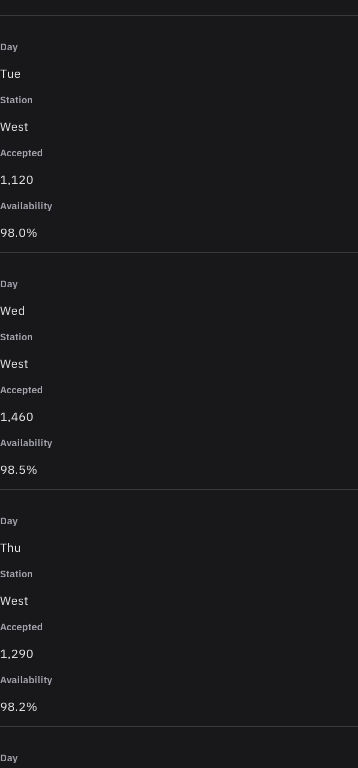 Day
Tue
Station
West
Accepted
1,120
Availability
98.0%
Day
Wed
Station
West
Accepted
1,460
Availability
98.5%
Day
Thu
Station
West
Accepted
1,290
Availability
98.2%
Day